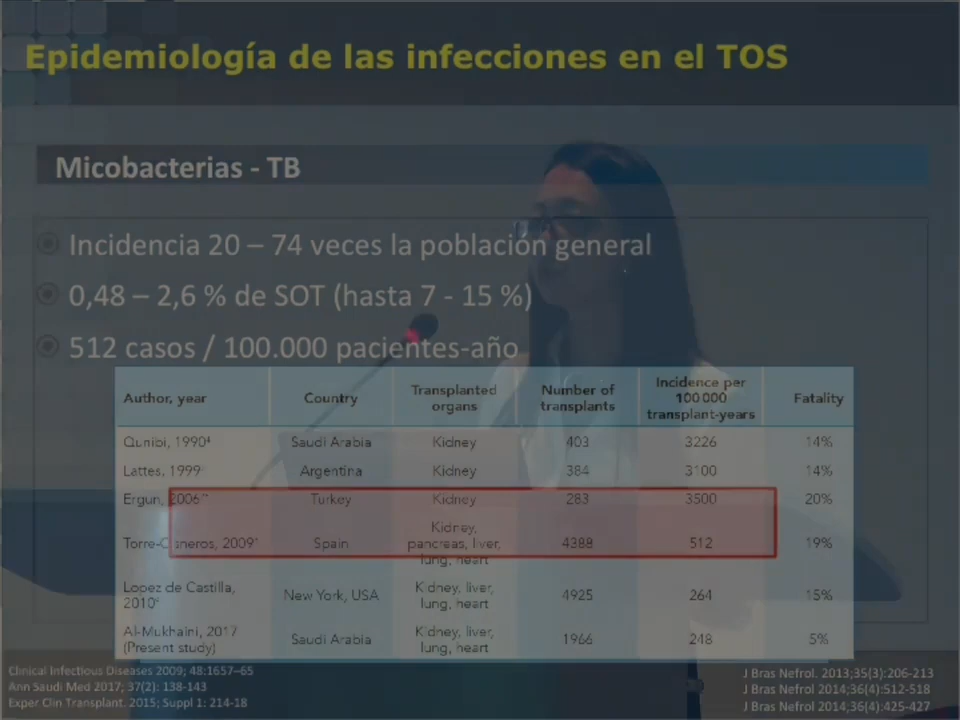 Epidemiología de las infecciones en el TOS
Micobacterias - TB
Incidencia 20 – 74 veces la población general
0,48 – 2,6 % de SOT (hasta 7 - 15 %)
512 casos / 100.000 pacientes-año
Author, year Country Transplanted organs Number of transplants Incidence per 100 000 transplant-years Fatality
Qunibi, 1990 Saudi Arabia Kidney 403 3226 14%
Lattes, 1999 Argentina Kidney 384 3100 14%
Ergun, 2006 Turkey Kidney 283 3500 20%
Torre-Cisneros, 2009 Spain Kidney, pancreas, liver, lung, heart 4388 512 19%
Lopez de Castilla, 2010 New York, USA Kidney, liver, lung, heart 4925 264 15%
Al-Mukhaini, 2017 (Present study) Saudi Arabia Kidney, liver, lung, heart 1966 248 5%
Clinical Infectious Diseases 2009; 48:1657–65
Ann Saudi Med 2017; 37(2): 138-143
Exper Clin Transplant. 2015; Suppl 1: 214-18
J Bras Nefrol. 2013;35(3):206-213
J Bras Nefrol 2014;36(4):512-518
J Bras Nefrol 2014;36(4):425-427